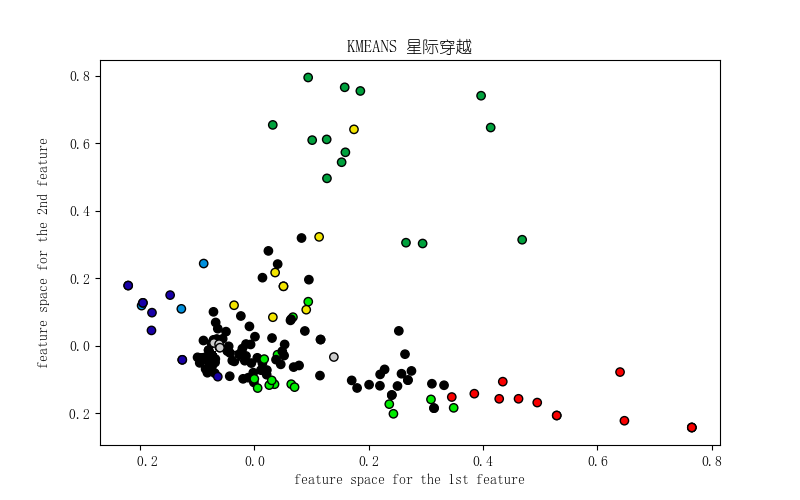 KMEANS 星际穿越
0.8
0.6
0.4
0.2
0.0
0.2
feature space for the 2nd feature
0.2 0.0 0.2 0.4 0.6 0.8
feature space for the 1st feature